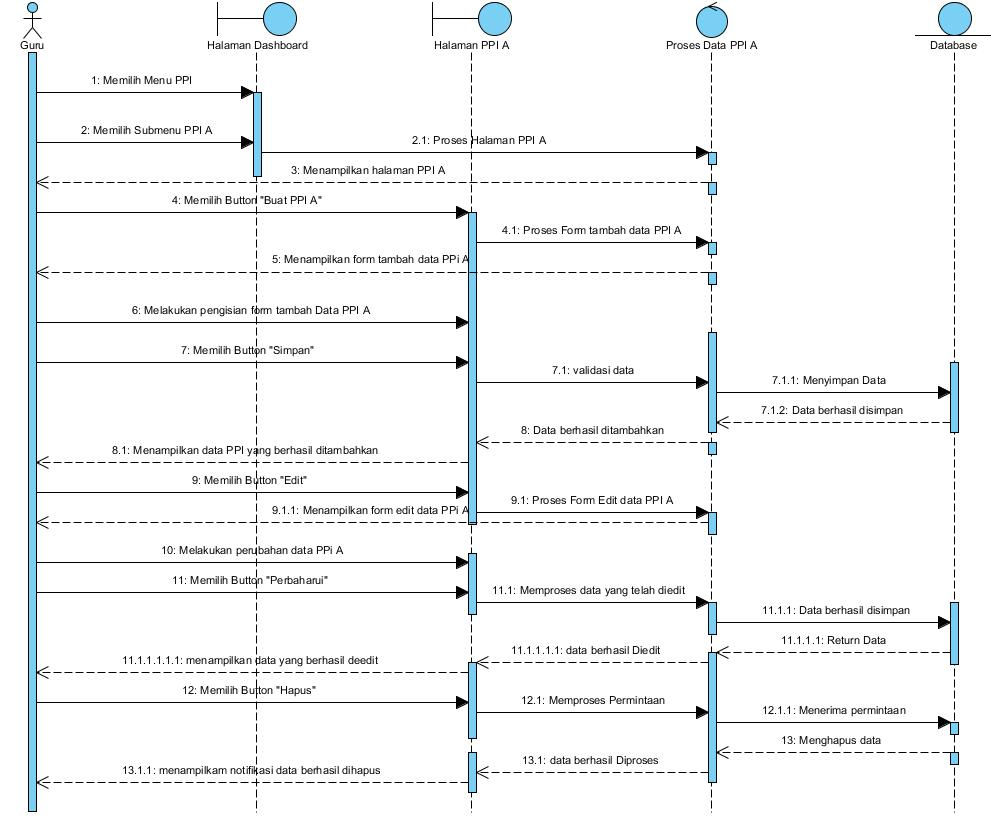 Guru
Halaman Dashboard
Halaman PPI A
Proses Data PPI A
Database
1: Memilih Menu PPI
2: Memilih Submenu PPI A
2.1: Proses Halaman PPI A
3: Menampilkan halaman PPI A
4: Memilih Button "Buat PPI A"
4.1: Proses Form tambah data PPI A
5: Menampilkan form tambah data PPi A
6: Melakukan pengisian form tambah Data PPI A
7: Memilih Button "Simpan"
7.1: validasi data
7.1.1: Menyimpan Data
7.1.2: Data berhasil disimpan
8: Data berhasil ditambahkan
8.1: Menampilkan data PPI yang berhasil ditambahkan
9: Memilih Button "Edit"
9.1: Proses Form Edit data PPI A
9.1.1: Menampilkan form edit data PPi A
10: Melakukan perubahan data PPi A
11: Memilih Button "Perbaharui"
11.1: Memproses data yang telah diedit
11.1.1: Data berhasil disimpan
11.1.1.1: Return Data
11.1.1.1.1: data berhasil Diedit
11.1.1.1.1.1: menampilkan data yang berhasil deedit
12: Memilih Button "Hapus"
12.1: Memproses Permintaan
12.1.1: Menerima permintaan
13: Menghapus data
13.1: data berhasil Diproses
13.1.1: menampilkam notifikasi data berhasil dihapus